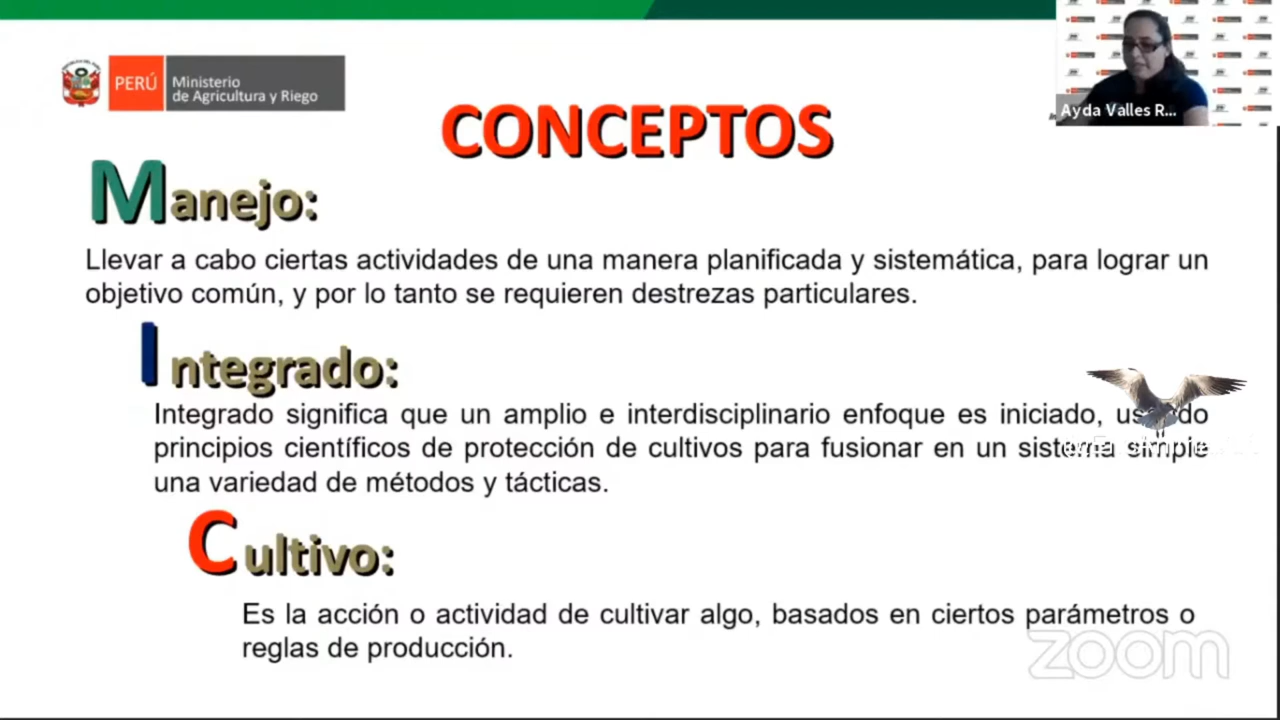 PERÚ
Ministerio
de Agricultura y Riego
Ayda Valles R...
CONCEPTOS
Manejo:
Llevar a cabo ciertas actividades de una manera planificada y sistemática, para lograr un
objetivo común, y por lo tanto se requieren destrezas particulares.
Integrado:
Integrado significa que un amplio e interdisciplinario enfoque es iniciado, usando
principios científicos de protección de cultivos para fusionar en un sistema simple
una variedad de métodos y tácticas.
Cultivo:
Es la acción o actividad de cultivar algo, basados en ciertos parámetros o
reglas de producción.
zoom